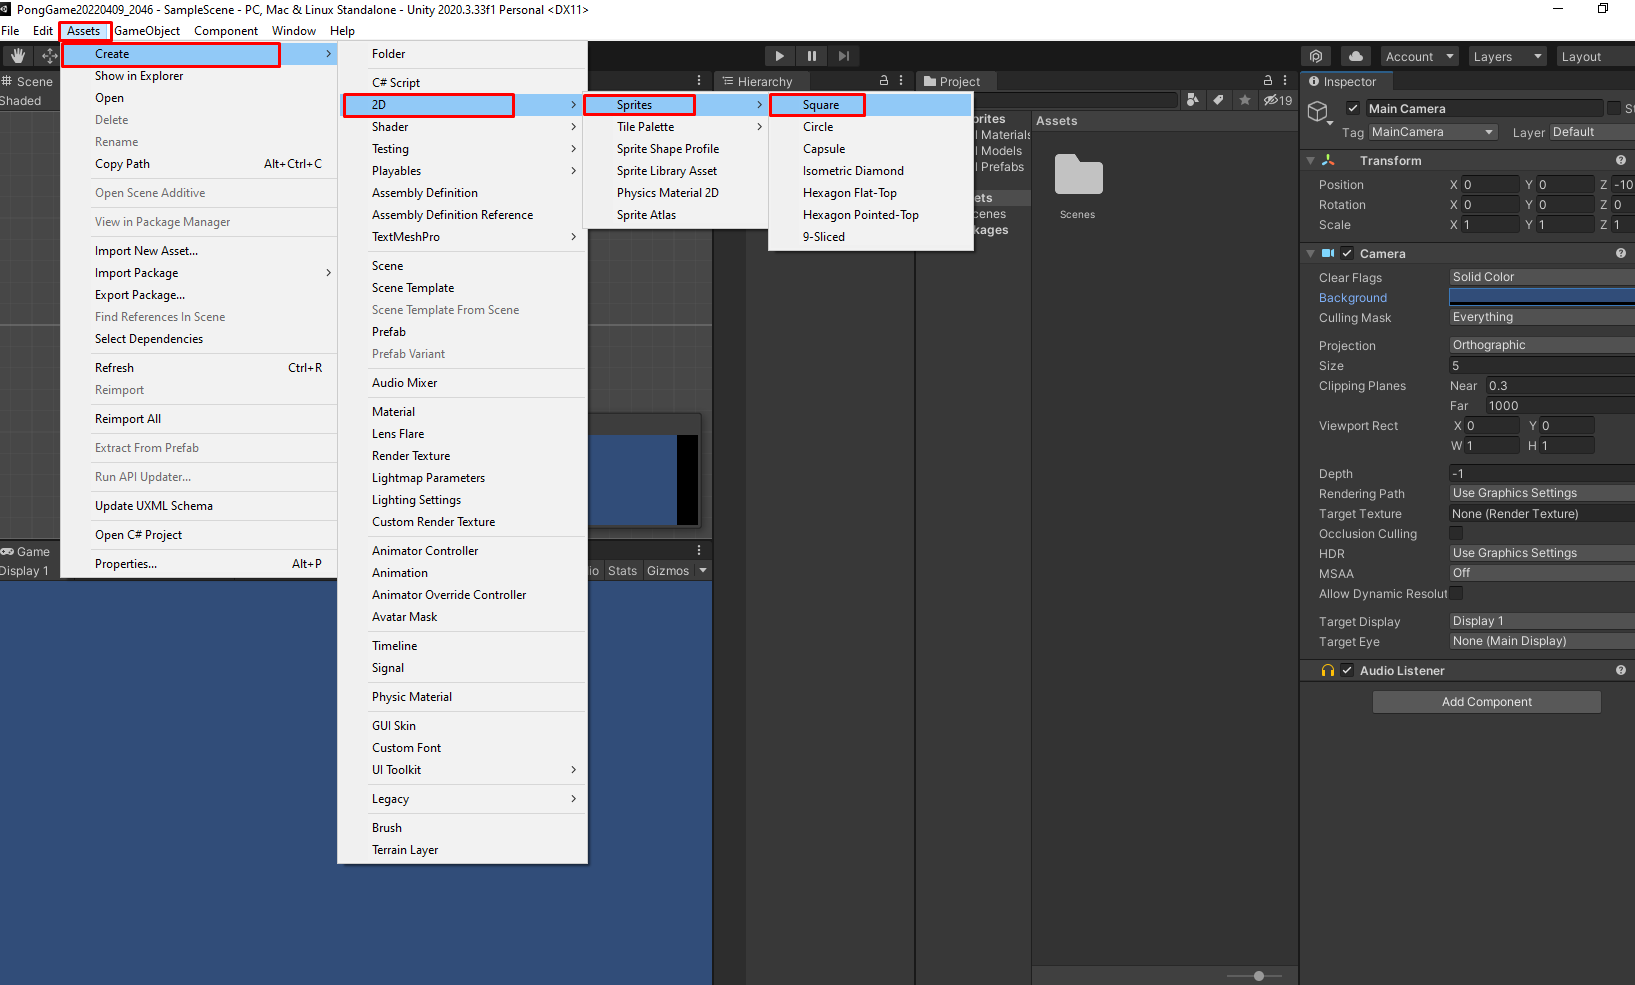 PongGame20220409_2046 - SampleScene - PC, Mac & Linux Standalone - Unity 2020.3.33f1 Personal <DX11>
File Edit Assets GameObject Component Window Help
Account Layers Layout
Scene
Shaded
Create
Show in Explorer
Open
Delete
Rename
Copy Path Alt+Ctrl+C
Open Scene Additive
View in Package Manager
Import New Asset...
Import Package
Export Package...
Find References In Scene
Select Dependencies
Refresh Ctrl+R
Reimport
Reimport All
Extract From Prefab
Run API Updater...
Update UXML Schema
Open C# Project
Properties... Alt+P
Folder
C# Script
2D
Shader
Testing
Playables
Assembly Definition
Assembly Definition Reference
TextMeshPro
Scene
Scene Template
Scene Template From Scene
Prefab
Prefab Variant
Audio Mixer
Material
Lens Flare
Render Texture
Lightmap Parameters
Lighting Settings
Custom Render Texture
Animator Controller
Animation
Animator Override Controller
Avatar Mask
Timeline
Signal
Physic Material
GUI Skin
Custom Font
UI Toolkit
Legacy
Brush
Terrain Layer
Sprites
Tile Palette
Sprite Shape Profile
Sprite Library Asset
Physics Material 2D
Sprite Atlas
Square
Circle
Capsule
Isometric Diamond
Hexagon Flat-Top
Hexagon Pointed-Top
9-Sliced
Game
Display 1
io Stats Gizmos
Hierarchy
Project
19
rites
l Materials
l Models
l Prefabs
ets
cenes
kages
Assets
Scenes
Inspector
Main Camera St
Tag MainCamera Layer Default
Transform
Position X 0 Y 0 Z -10
Rotation X 0 Y 0 Z 0
Scale X 1 Y 1 Z 1
Camera
Clear Flags Solid Color
Background
Culling Mask Everything
Projection Orthographic
Size 5
Clipping Planes Near 0.3
Far 1000
Viewport Rect X 0 Y 0
W 1 H 1
Depth -1
Rendering Path Use Graphics Settings
Target Texture None (Render Texture)
Occlusion Culling
HDR Use Graphics Settings
MSAA Off
Allow Dynamic Resolut
Target Display Display 1
Target Eye None (Main Display)
Audio Listener
Add Component